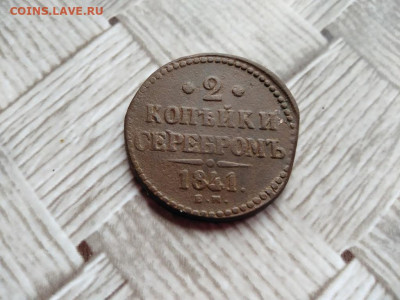 COINS.LAVE.RU
2
КОПѢЙКИ
СЕРЕБРОМЪ
1841.
Е.М.